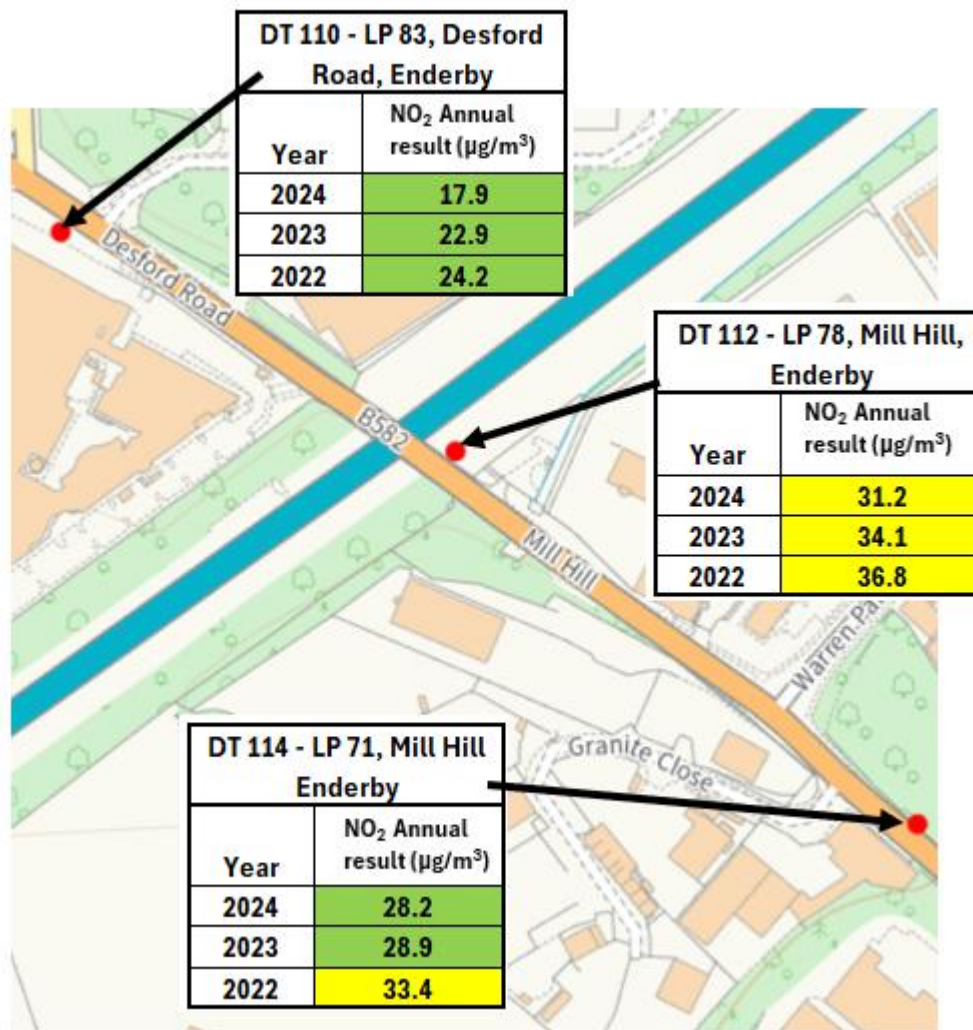 DT 110 - LP 83, Desford
Road, Enderby
Year
NO₂ Annual
result (µg/m³)
2024 17.9
2023 22.9
2022 24.2
Desford Road
B582
Mill Hill
DT 112 - LP 78, Mill Hill,
Enderby
Year
NO₂ Annual
result (µg/m³)
2024 31.2
2023 34.1
2022 36.8
Warren Pa
Granite Close
DT 114 - LP 71, Mill Hill
Enderby
Year
NO₂ Annual
result (µg/m³)
2024 28.2
2023 28.9
2022 33.4